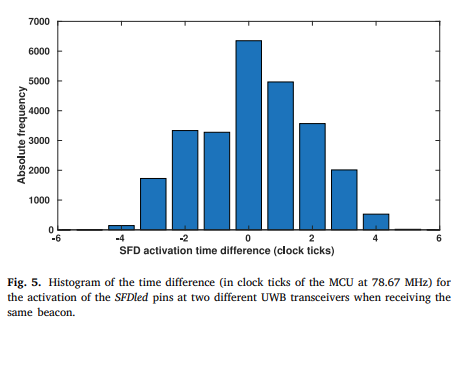 7000
6000
5000
4000
3000
2000
1000
0
Absolute frequency
-6 -4 -2 0 2 4 6
SFD activation time difference (clock ticks)
Fig. 5. Histogram of the time difference (in clock ticks of the MCU at 78.67 MHz) for
the activation of the SFDled pins at two different UWB transceivers when receiving the
same beacon.